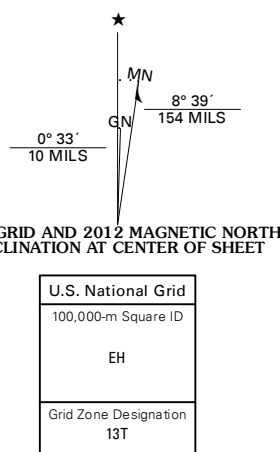 ★
MN
GN
8° 39´
154 MILS
0° 33´
10 MILS
GRID AND 2012 MAGNETIC NORTH
CLINATION AT CENTER OF SHEET
U.S. National Grid
100,000-m Square ID
EH
Grid Zone Designation
13T